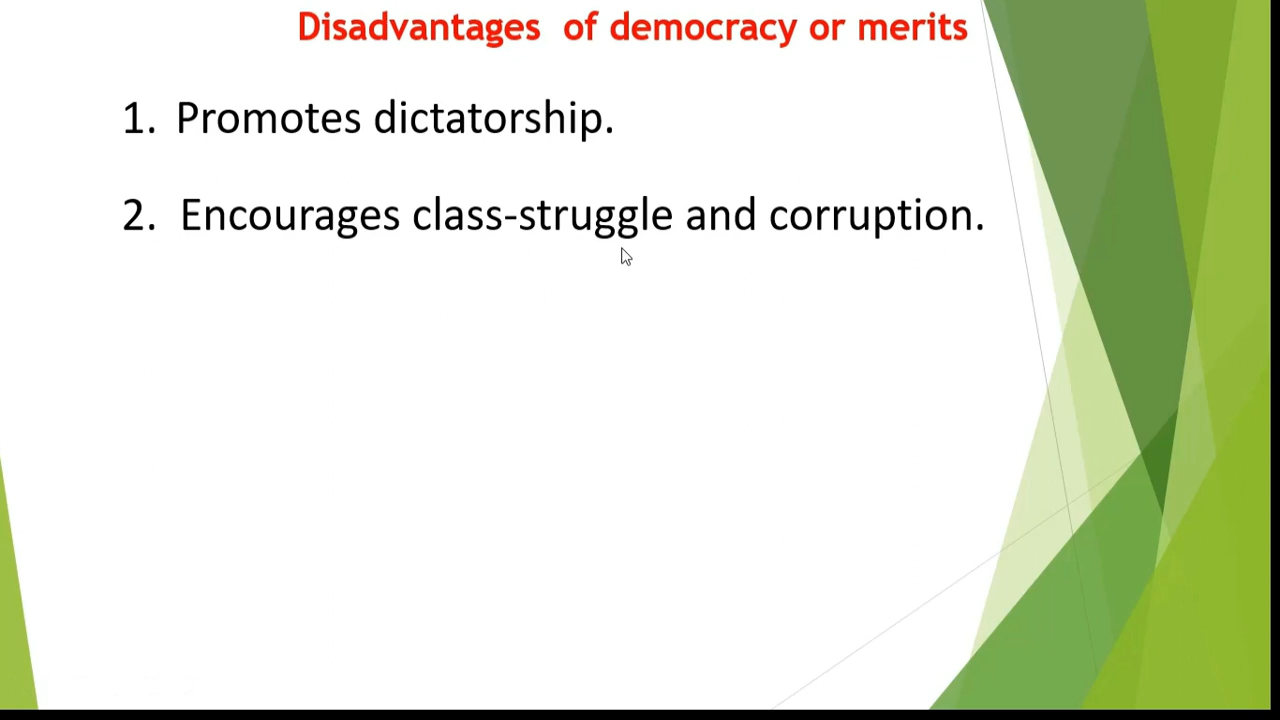 Disadvantages of democracy or merits
1. Promotes dictatorship.
2. Encourages class-struggle and corruption.